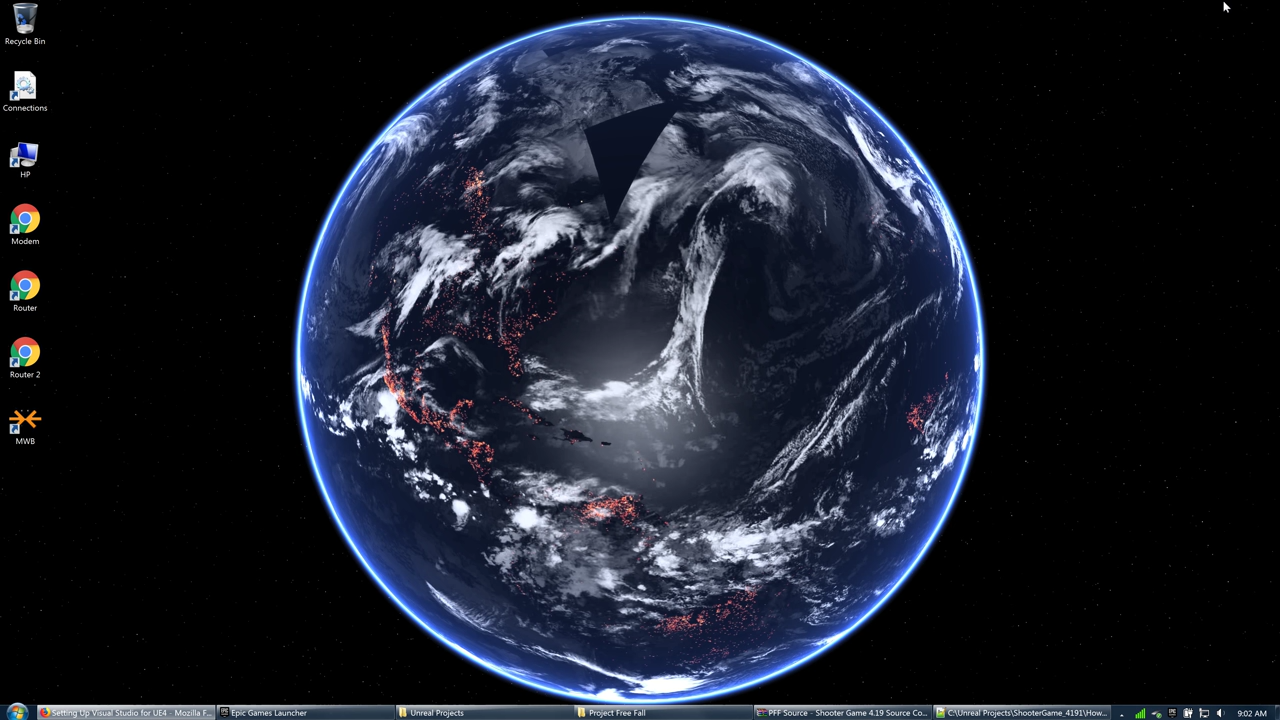 Recycle Bin
Connections
HP
Modem
Router
Router 2
MWB
Setting Up Visual Studio for UE4 - Mozilla F...
Epic Games Launcher
Unreal Projects
Project Free Fall
PFF Source - Shooter Game 4.19 Source Co...
C:\Unreal Projects\ShooterGame_4191\How...
9:02 AM